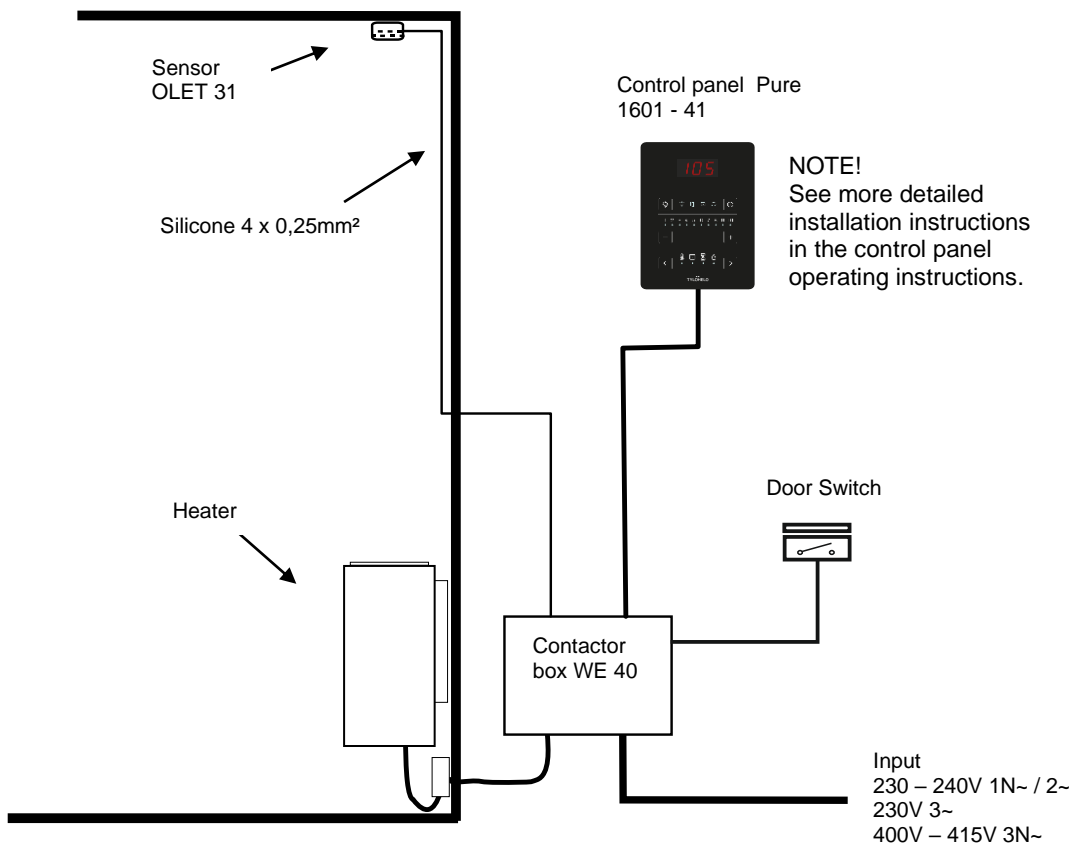 Sensor
OLET 31
Control panel Pure
1601 - 41
105
NOTE!
See more detailed
installation instructions
in the control panel
operating instructions.
TYLÖHELO
Silicone 4 x 0,25mm²
Door Switch
Heater
Contactor
box WE 40
Input
230 – 240V 1N~ / 2~
230V 3~
400V – 415V 3N~